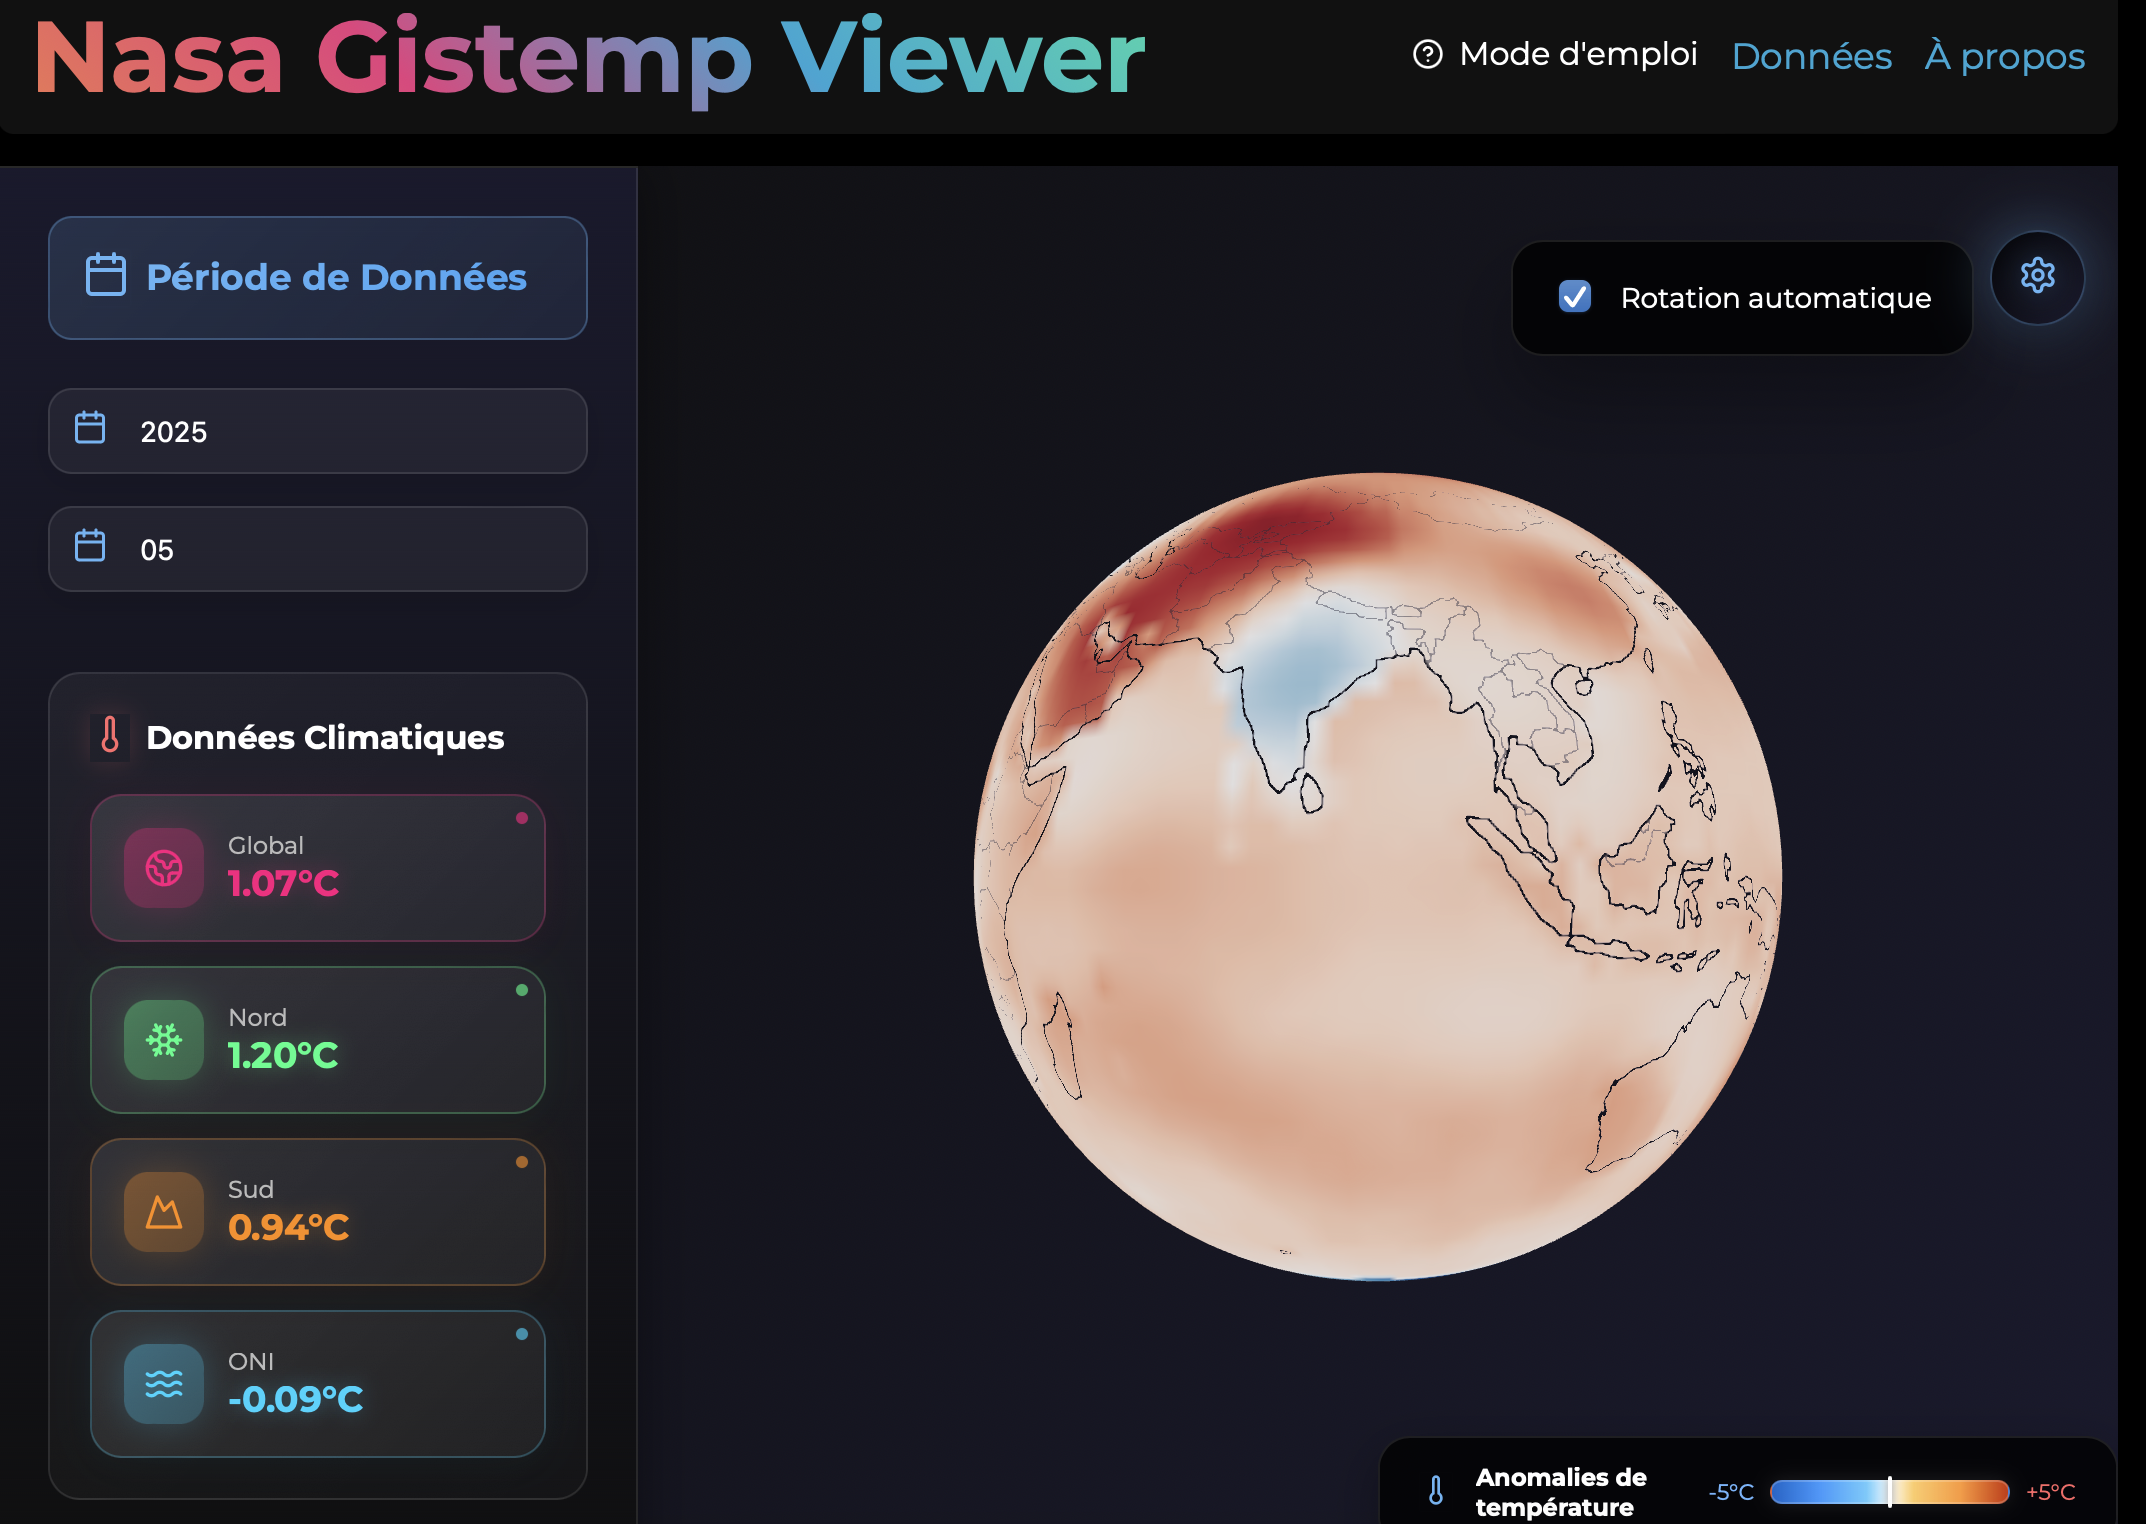 Nasa Gistemp Viewer
Mode d'emploi
Données
À propos
Période de Données
2025
05
Rotation automatique
Données Climatiques
Global
1.07°C
Nord
1.20°C
Sud
0.94°C
ONI
-0.09°C
Anomalies de
température
-5°C
+5°C